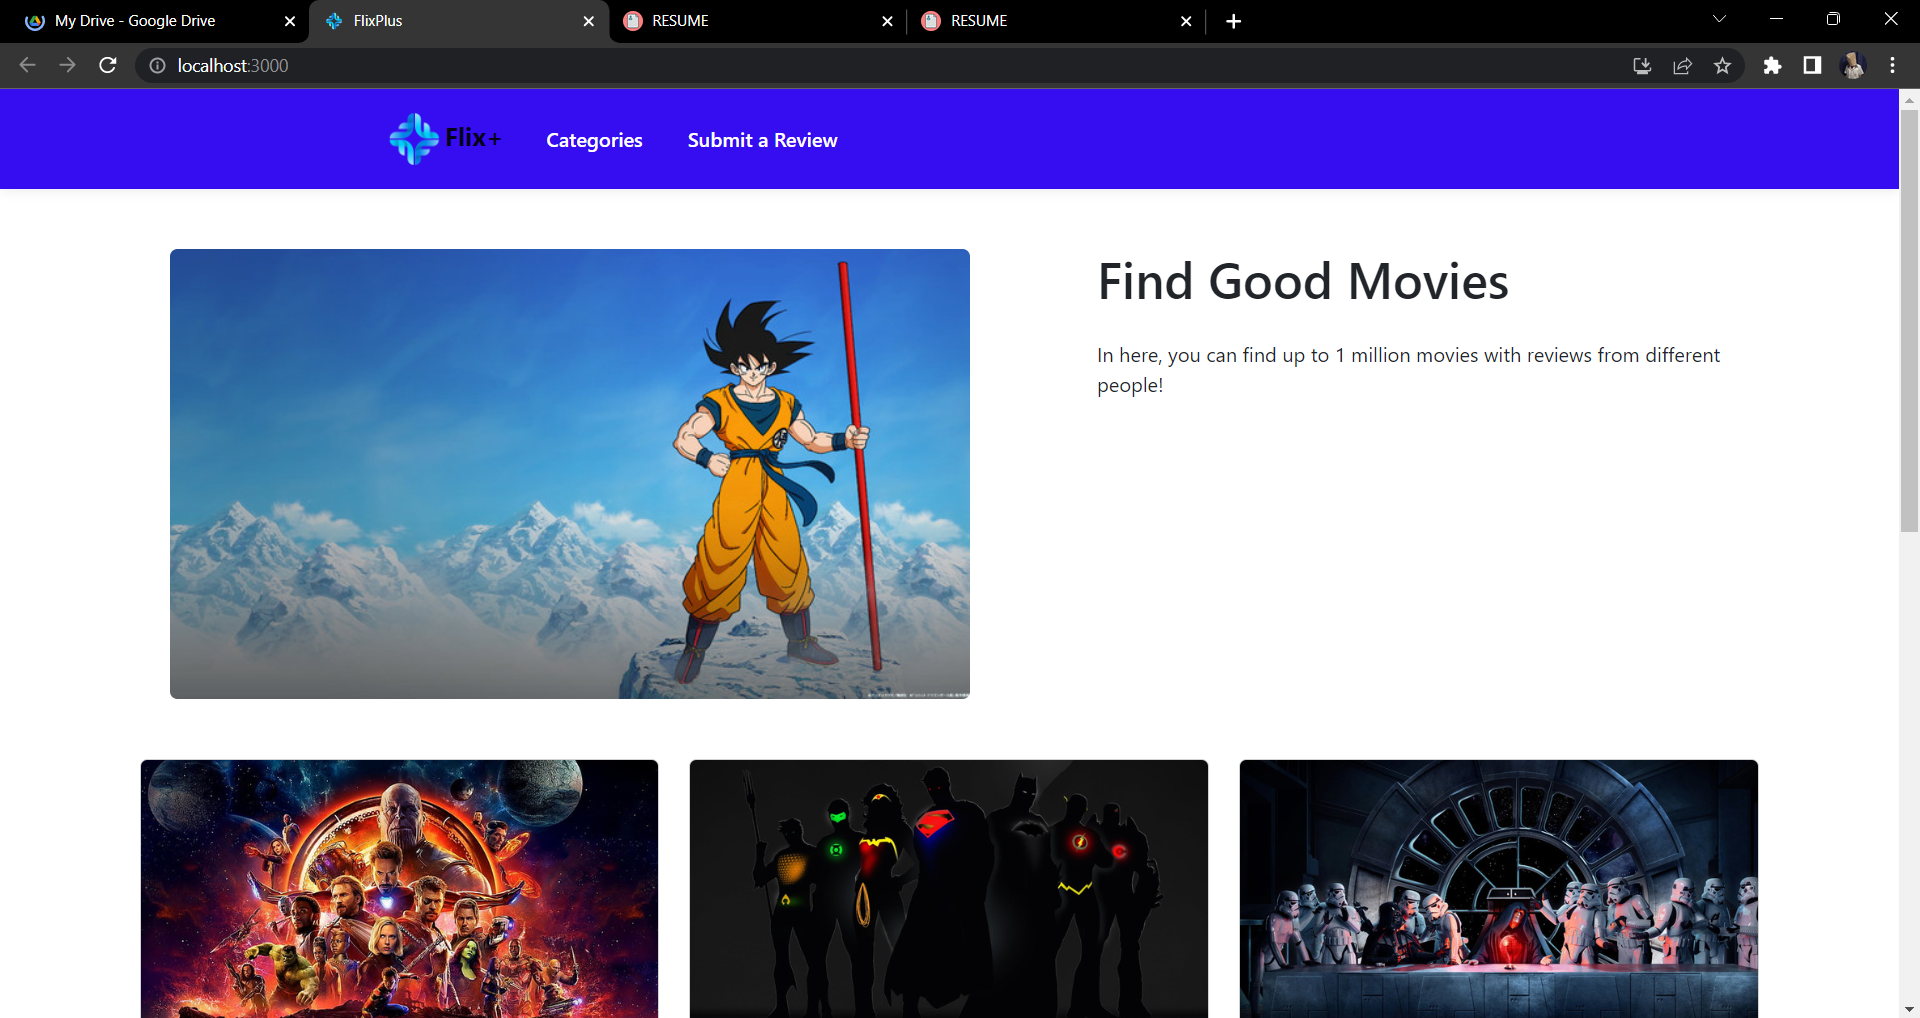 My Drive - Google Drive
FlixPlus
RESUME
RESUME
localhost:3000
Flix+
Categories
Submit a Review
Find Good Movies
In here, you can find up to 1 million movies with reviews from different
people!